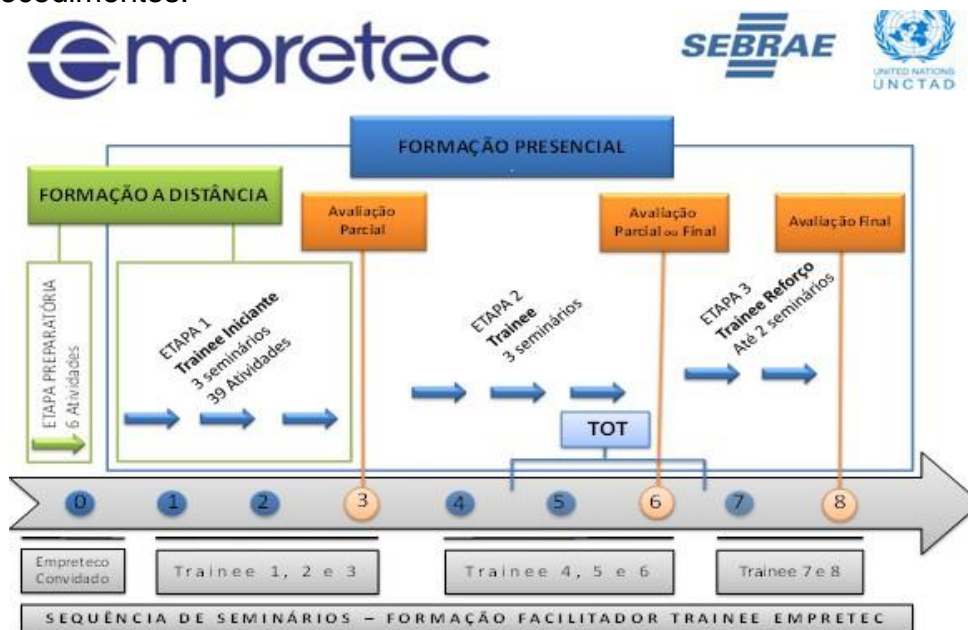 empretec
SEBRAE
UNITED NATIONS
UNCTAD
FORMAÇÃO PRESENCIAL
FORMAÇÃO A DISTÂNCIA
Avaliação
Parcial
Avaliação
Parcial ou Final
Avaliação Final
ETAPA PREPARATÓRIA
6 Atividades
ETAPA 1
Trainee Iniciante
3 seminários
39 Atividades
ETAPA 2
Trainee
3 seminários
ETAPA 3
Trainee Reforço
Até 2 seminários
TOT
0 1 2 3 4 5 6 7 8
Empreteco
Convidado
Trainee 1, 2 e 3
Trainee 4, 5 e 6
Trainee 7 e 8
SEQUÊNCIA DE SEMINÁRIOS – FORMAÇÃO FACILITADOR TRAINEE EMPRETEC